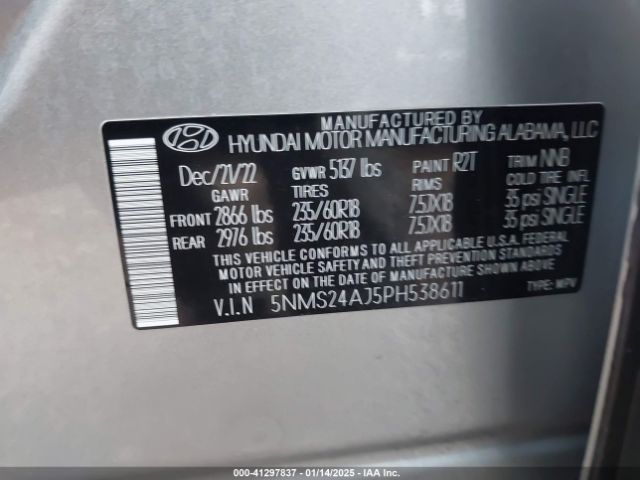 MANUFACTURED BY
HYUNDAI MOTOR MANUFACTURING ALABAMA, LLC
Dec/21/22 GVWR 5137 lbs PAINT R2T TRIM NNB
GAWR TIRES RIMS COLD TIRE INFL
FRONT 2866 lbs 235/60R18 7.5JX18 35 psi SINGLE
REAR 2976 lbs 235/60R18 7.5JX18 35 psi SINGLE
THIS VEHICLE CONFORMS TO ALL APPLICABLE U.S.A. FEDERAL
MOTOR VEHICLE SAFETY AND THEFT PREVENTION STANDARDS
IN EFFECT ON THE DATE OF MANUFACTURE SHOWN ABOVE.
V.I.N 5NMS24AJ5PH538611 TYPE: MPV
000-41297837 - 01/14/2025 - IAA Inc.